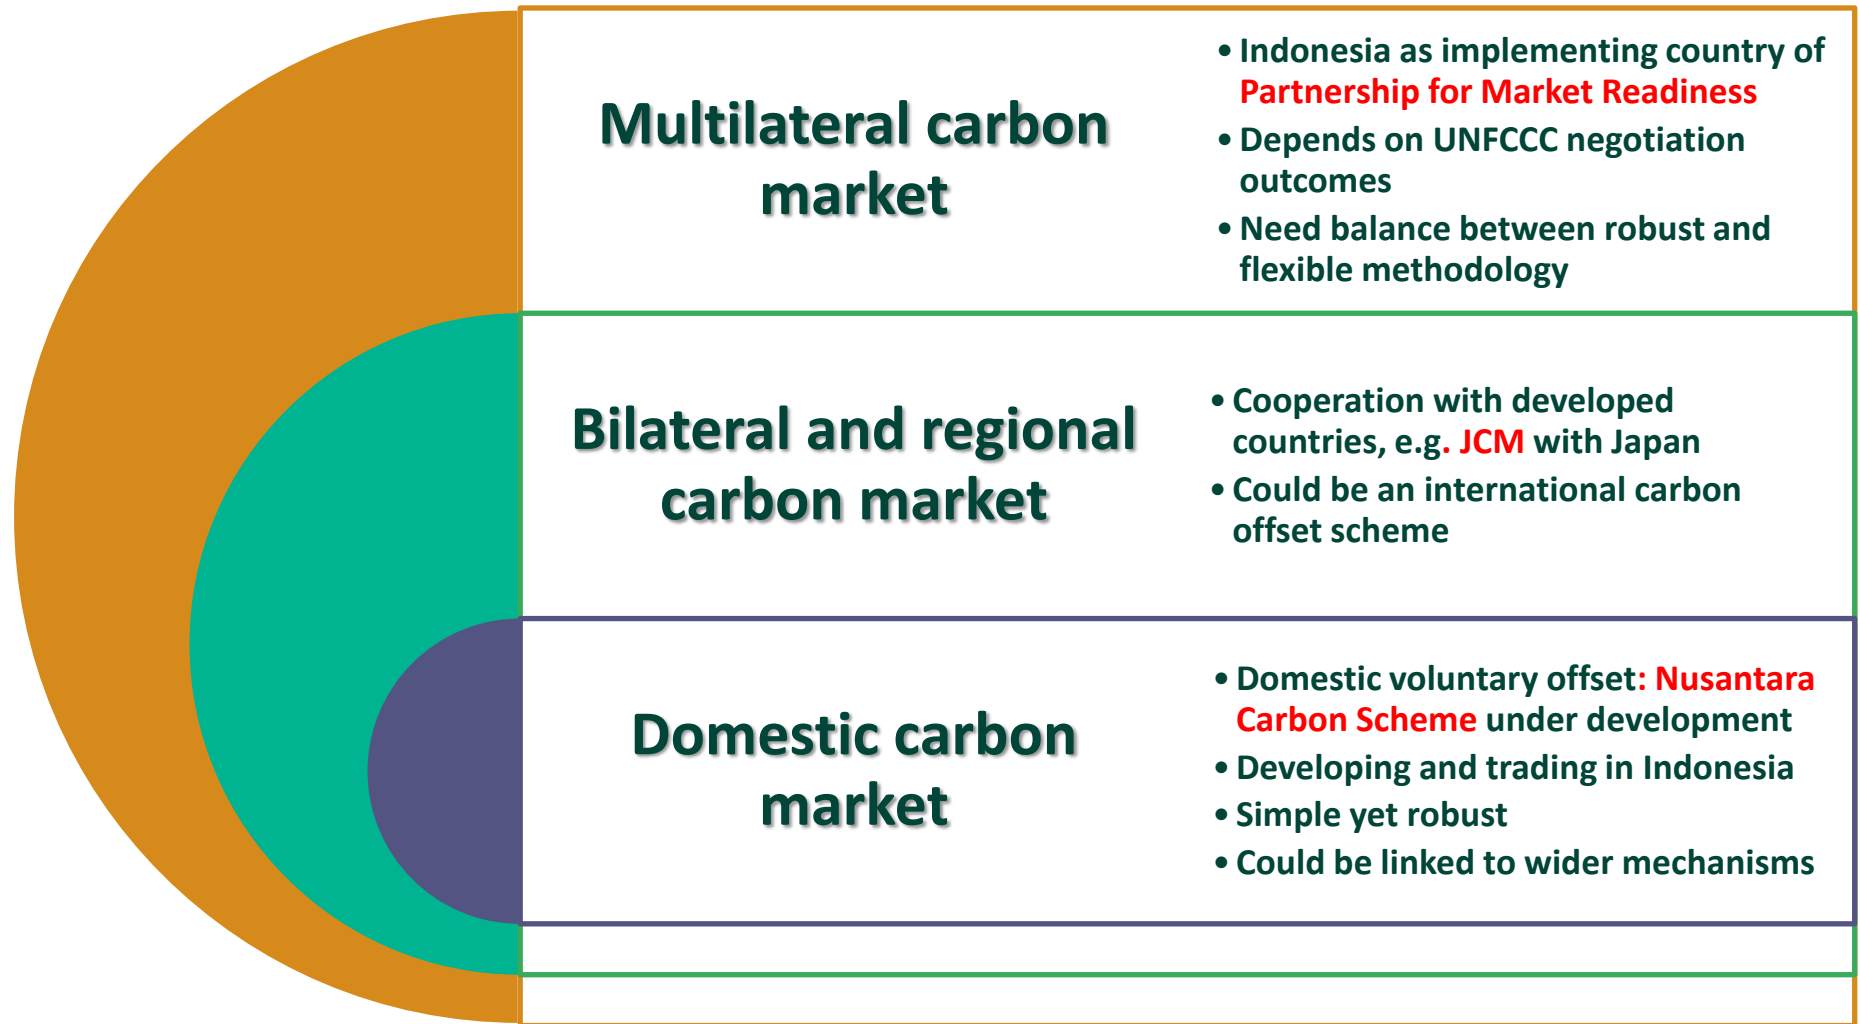 Multilateral carbon
market
• Indonesia as implementing country of
Partnership for Market Readiness
• Depends on UNFCCC negotiation
outcomes
• Need balance between robust and
flexible methodology
Bilateral and regional
carbon market
• Cooperation with developed
countries, e.g. JCM with Japan
• Could be an international carbon
offset scheme
Domestic carbon
market
• Domestic voluntary offset: Nusantara
Carbon Scheme under development
• Developing and trading in Indonesia
• Simple yet robust
• Could be linked to wider mechanisms